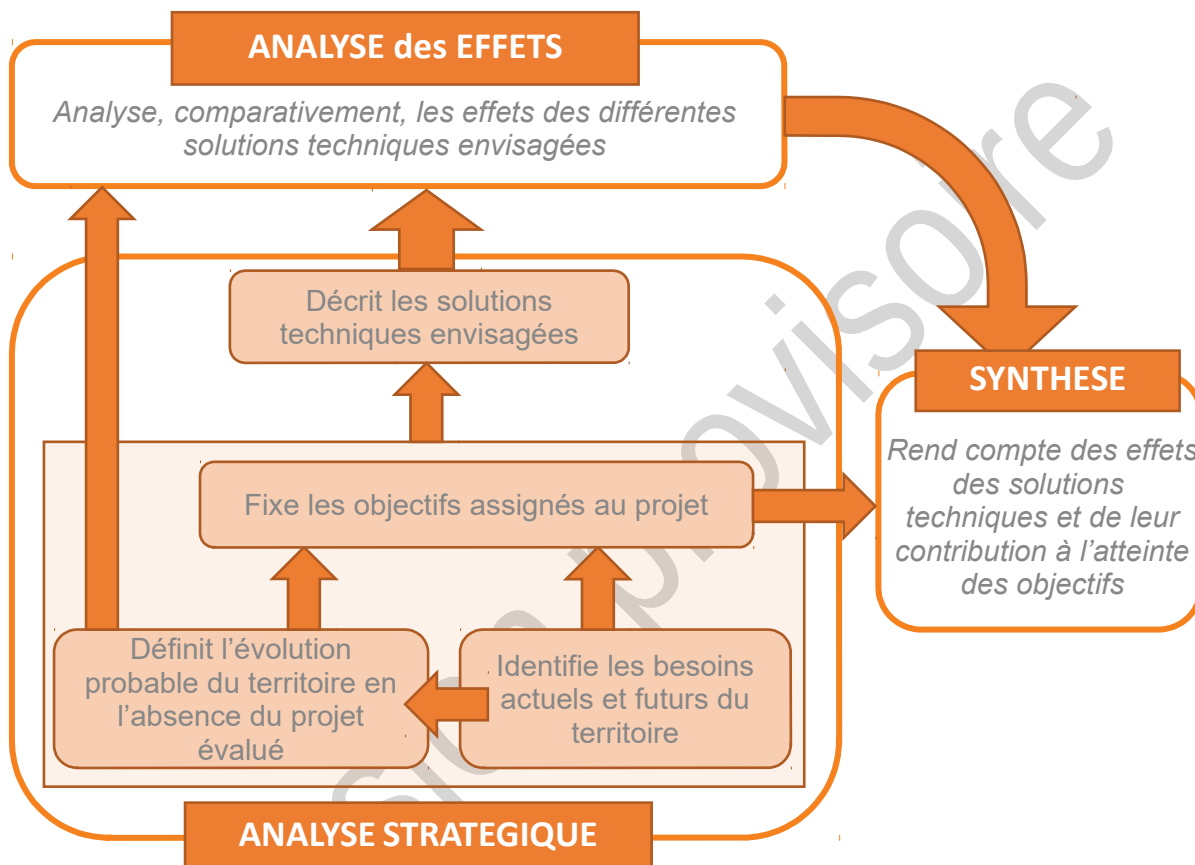 ANALYSE des EFFETS
Analyse, comparativement, les effets des différentes
solutions techniques envisagées
Décrit les solutions
techniques envisagées
SYNTHESE
Rend compte des effets
des solutions
techniques et de leur
contribution à l’atteinte
des objectifs
Fixe les objectifs assignés au projet
Définit l’évolution
probable du territoire en
l’absence du projet
évalué
Identifie les besoins
actuels et futurs du
territoire
ANALYSE STRATEGIQUE
provisoire